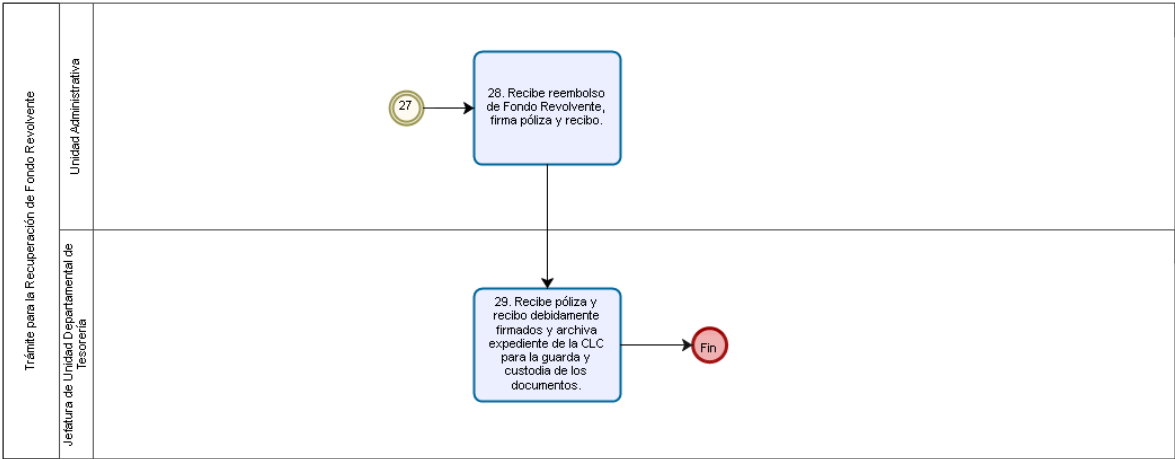 Trámite para la Recuperación de Fondo Revolvente
Unidad Administrativa
27
28. Recibe reembolso
de Fondo Revolvente,
firma póliza y recibo.
Jefatura de Unidad Departamental de
Tesorería
29. Recibe póliza y
recibo debidamente
firmados y archiva
expediente de la CLC
para la guarda y
custodia de los
documentos.
Fin